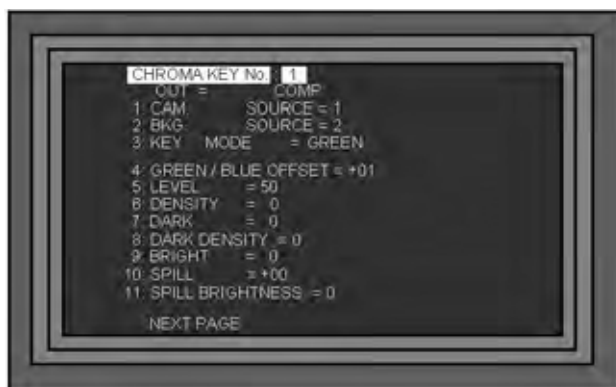 CHROMA KEY No. 1
OUT = COMP
1: CAM SOURCE = 1
2: BKG SOURCE = 2
3: KEY MODE = GREEN
4: GREEN / BLUE OFFSET = +01
5: LEVEL = 50
6: DENSITY = 0
7: DARK = 0
8: DARK DENSITY = 0
9: BRIGHT = 0
10: SPILL = +00
11: SPILL BRIGHTNESS = 0
NEXT PAGE